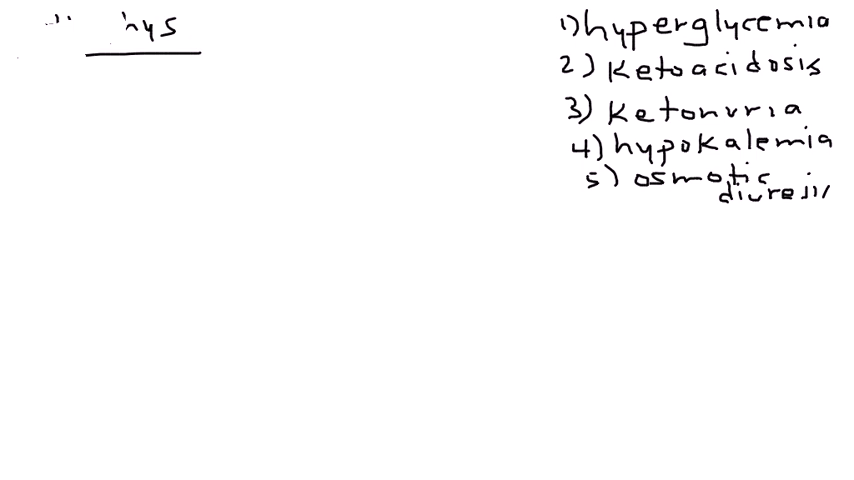 hys
1) hyperglycemia
2) Ketoacidosis
3) Ketonuria
4) hypokalemia
5) osmotic
diuresis